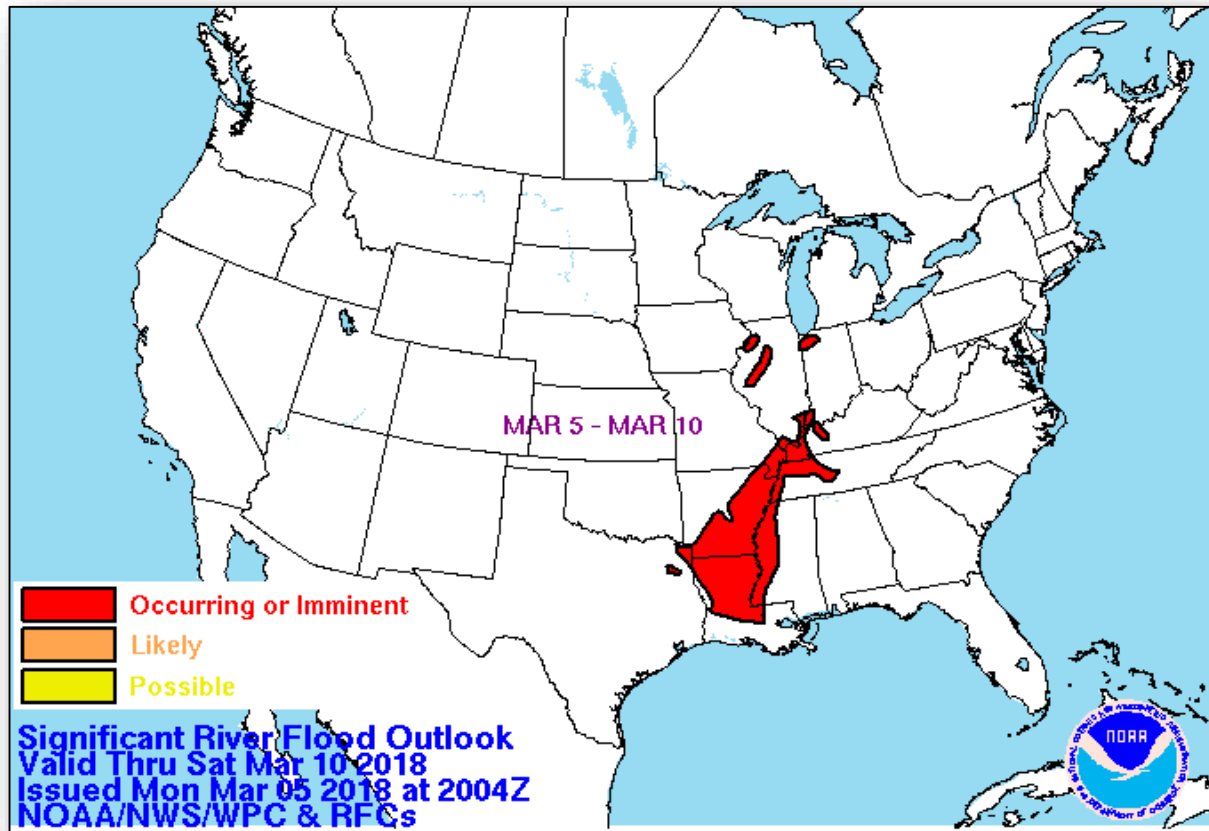 MAR 5 - MAR 10
Occurring or Imminent
Likely
Possible
Significant River Flood Outlook
Valid Thru Sat Mar 10 2018
Issued Mon Mar 05 2018 at 2004Z
NOAA/NWS/WPC & RFCs
NOAA